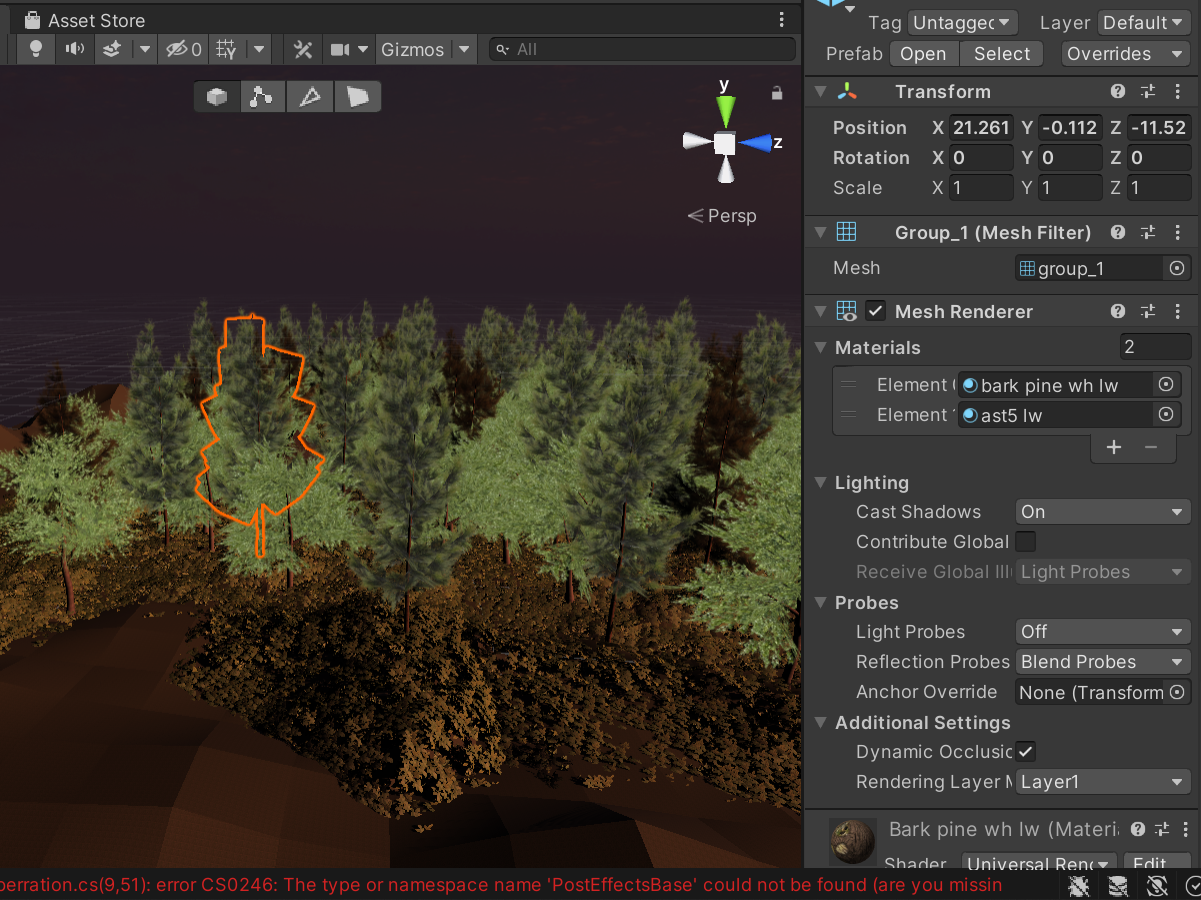 Asset Store
Tag Untagged Layer Default
0 Gizmos All
Prefab Open Select Overrides
Transform
Position X 21.261 Y -0.112 Z -11.52
Rotation X 0 Y 0 Z 0
Scale X 1 Y 1 Z 1
y
z
Persp
Group_1 (Mesh Filter)
Mesh group_1
Mesh Renderer
Materials 2
Element bark pine wh lw
Element ast5 lw
+ −
Lighting
Cast Shadows On
Contribute Global
Receive Global Ill Light Probes
Probes
Light Probes Off
Reflection Probes Blend Probes
Anchor Override None (Transform
Additional Settings
Dynamic Occlusic
Rendering Layer M Layer1
Bark pine wh lw (Materi
Shader Universal Ren Edit
berration.cs(9,51): error CS0246: The type or namespace name 'PostEffectsBase' could not be found (are you missin